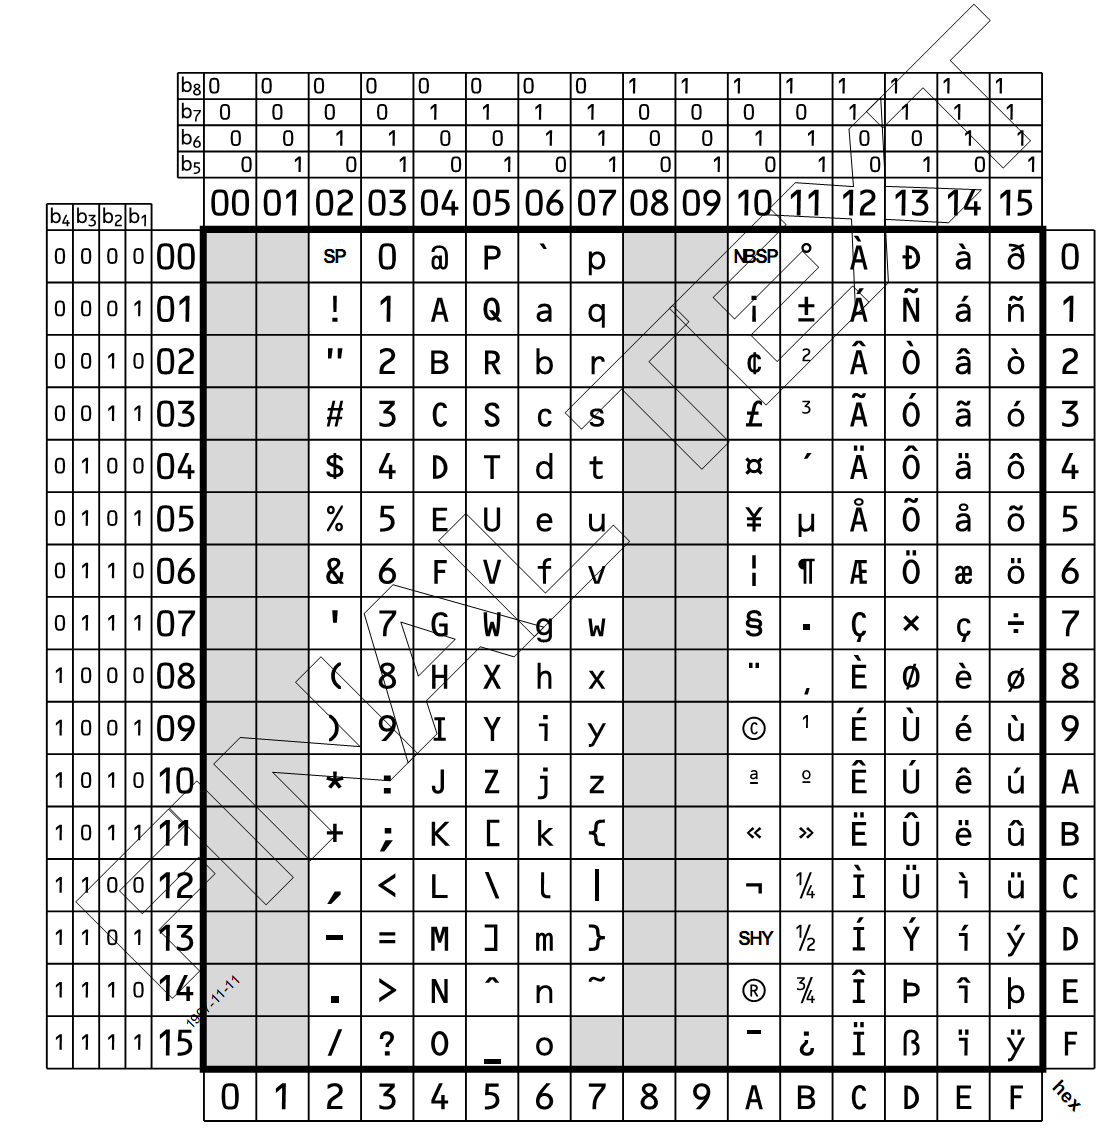 b8 0 0 0 0 0 0 0 0 1 1 1 1 1 1 1 1
b7 0 0 0 0 1 1 1 1 0 0 0 0 1 1 1 1
b6 0 0 1 1 0 0 1 1 0 0 1 1 0 0 1 1
b5 0 1 0 1 0 1 0 1 0 1 0 1 0 1 0 1
b4 b3 b2 b1 00 01 02 03 04 05 06 07 08 09 10 11 12 13 14 15
0 0 0 0 00 SP 0 @ P ` p NBSP ° À Ð à ð 0
0 0 0 1 01 ! 1 A Q a q ¡ ± Á Ñ á ñ 1
0 0 1 0 02 " 2 B R b r ¢ ² Â Ò â ò 2
0 0 1 1 03 # 3 C S c s £ ³ Ã Ó ã ó 3
0 1 0 0 04 $ 4 D T d t ¤ ´ Ä Ô ä ô 4
0 1 0 1 05 % 5 E U e u ¥ µ Å Õ å õ 5
0 1 1 0 06 & 6 F V f v ¦ ¶ Æ Ö æ ö 6
0 1 1 1 07 ' 7 G W g w § · Ç × ç ÷ 7
1 0 0 0 08 ( 8 H X h x ¨ ¸ È Ø è ø 8
1 0 0 1 09 ) 9 I Y i y © ¹ É Ù é ù 9
1 0 1 0 10 * : J Z j z ª º Ê Ú ê ú A
1 0 1 1 11 + ; K [ k { « » Ë Û ë û B
1 1 0 0 12 , < L \ l | ¬ ¼ Ì Ü ì ü C
1 1 0 1 13 - = M ] m } SHY ½ Í Ý í ý D
1 1 1 0 14 . > N ^ n ~ ® ¾ Î Þ î þ E
1 1 1 1 15 / ? O _ o ¯ ¿ Ï ß ï ÿ F
0 1 2 3 4 5 6 7 8 9 A B C D E F hex
FINAL TEXT